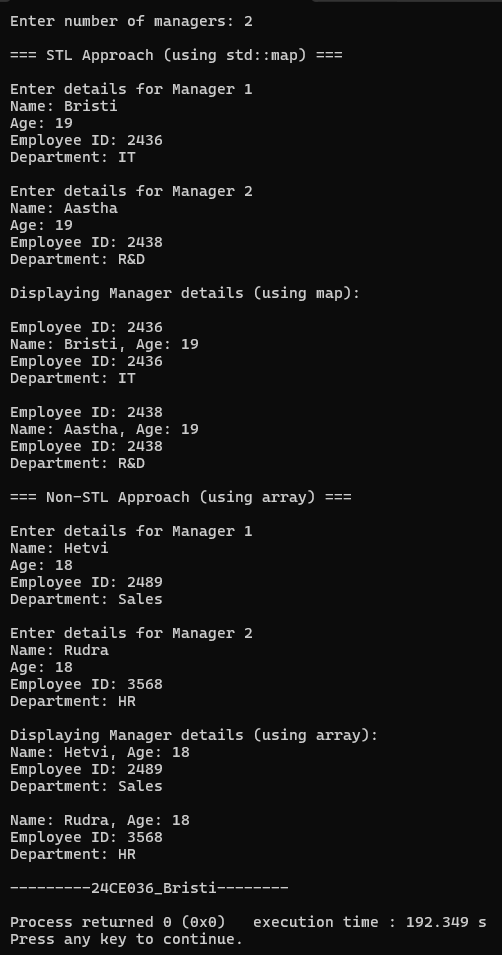 Enter number of managers: 2
=== STL Approach (using std::map) ===
Enter details for Manager 1
Name: Bristi
Age: 19
Employee ID: 2436
Department: IT
Enter details for Manager 2
Name: Aastha
Age: 19
Employee ID: 2438
Department: R&D
Displaying Manager details (using map):
Employee ID: 2436
Name: Bristi, Age: 19
Employee ID: 2436
Department: IT
Employee ID: 2438
Name: Aastha, Age: 19
Employee ID: 2438
Department: R&D
=== Non-STL Approach (using array) ===
Enter details for Manager 1
Name: Hetvi
Age: 18
Employee ID: 2489
Department: Sales
Enter details for Manager 2
Name: Rudra
Age: 18
Employee ID: 3568
Department: HR
Displaying Manager details (using array):
Name: Hetvi, Age: 18
Employee ID: 2489
Department: Sales
Name: Rudra, Age: 18
Employee ID: 3568
Department: HR
---------24CE036_Bristi--------
Process returned 0 (0x0)   execution time : 192.349 s
Press any key to continue.